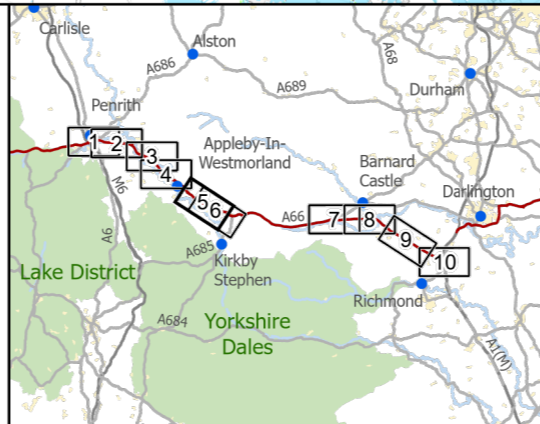 Carlisle
Alston
A68
A686
A689
Durham
Penrith
Appleby-In-
Westmorland
Barnard
Castle
Darlington
1
2
3
4
5
6
7
8
9
10
M6
A66
A6
A685
Kirkby
Stephen
Lake District
Richmond
A684
Yorkshire
Dales
A1(M)